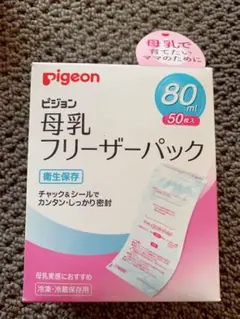 母乳で
育てたい
ママのために
pigeon
ピジョン
80ml
50枚入
母乳
フリーザーパック
衛生保存
チャック&シールで
カンタン・しっかり密封
母乳実感におすすめ
冷凍・冷蔵保存用